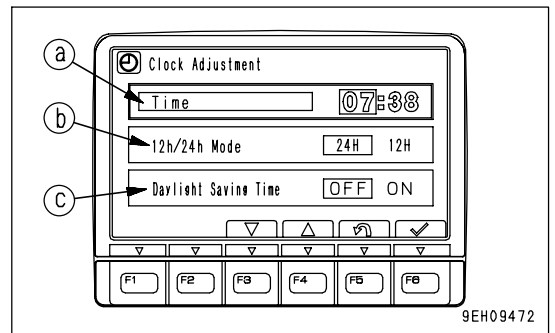 a
Clock Adjustment
Time 07:38
b
12h/24h Mode 24H 12H
c
Daylight Saving Time OFF ON
F1 F2 F3 F4 F5 F6
9EH09472